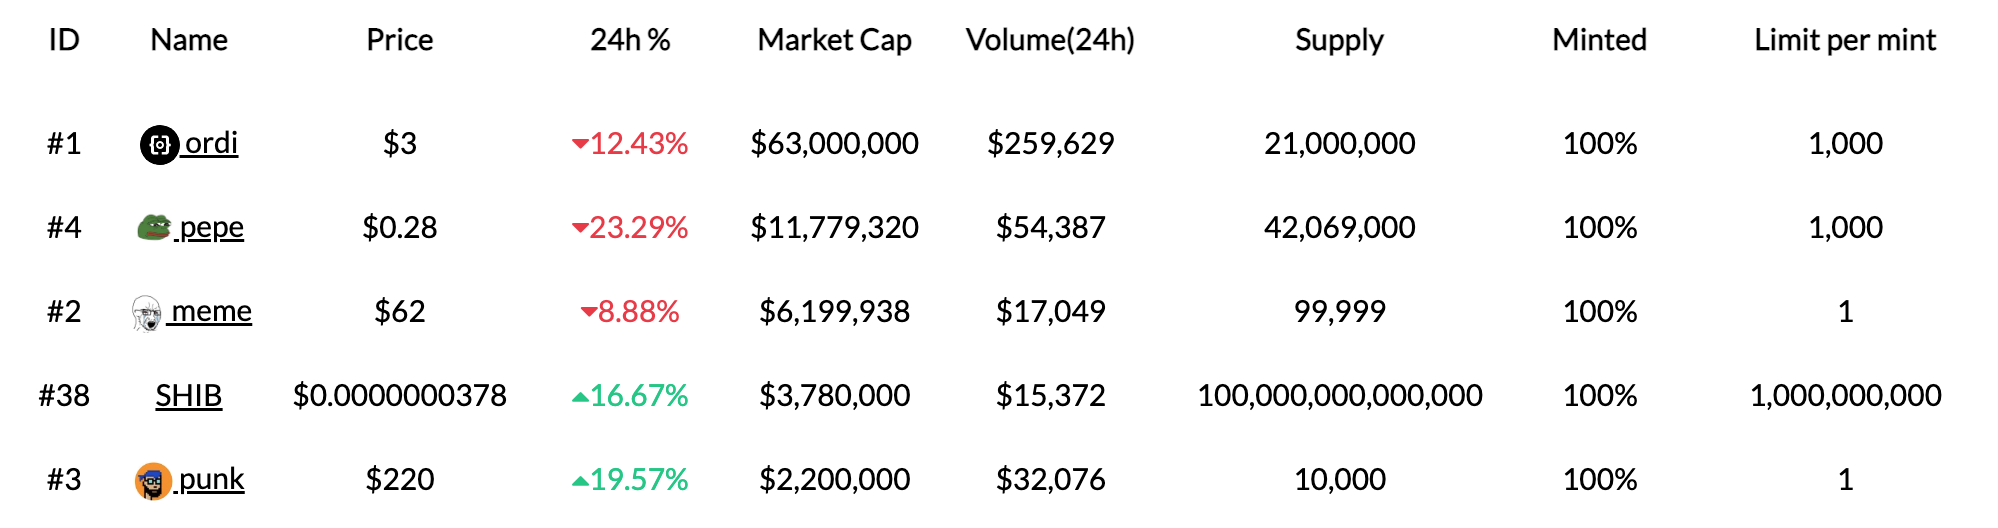 ID Name Price 24h % Market Cap Volume(24h) Supply Minted Limit per mint
#1 ordi $3 12.43% $63,000,000 $259,629 21,000,000 100% 1,000
#4 pepe $0.28 23.29% $11,779,320 $54,387 42,069,000 100% 1,000
#2 meme $62 8.88% $6,199,938 $17,049 99,999 100% 1
#38 SHIB $0.0000000378 16.67% $3,780,000 $15,372 100,000,000,000,000 100% 1,000,000,000
#3 punk $220 19.57% $2,200,000 $32,076 10,000 100% 1